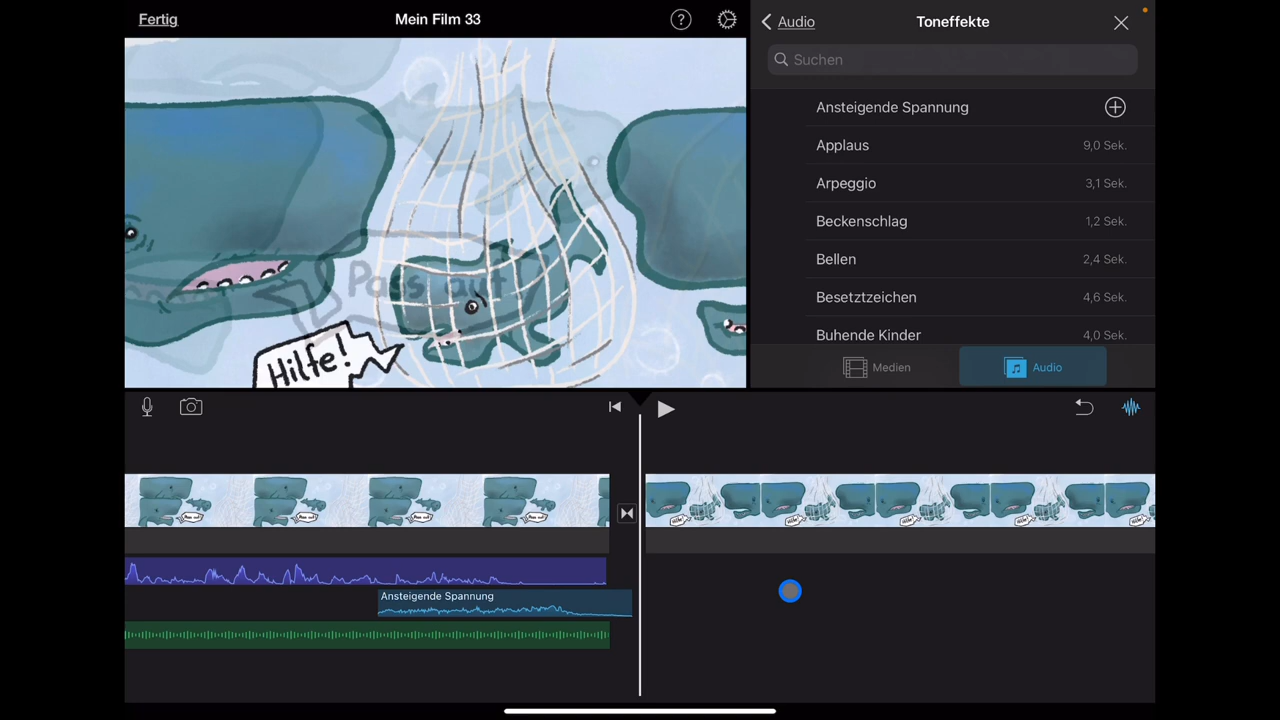 Fertig
Mein Film 33
?
Audio
Toneffekte
Suchen
Ansteigende Spannung
Applaus 9,0 Sek.
Arpeggio 3,1 Sek.
Beckenschlag 1,2 Sek.
Bellen 2,4 Sek.
Besetztzeichen 4,6 Sek.
Buhende Kinder 4,0 Sek.
Medien
Audio
Pass auf!
Hilfe!
Ansteigende Spannung